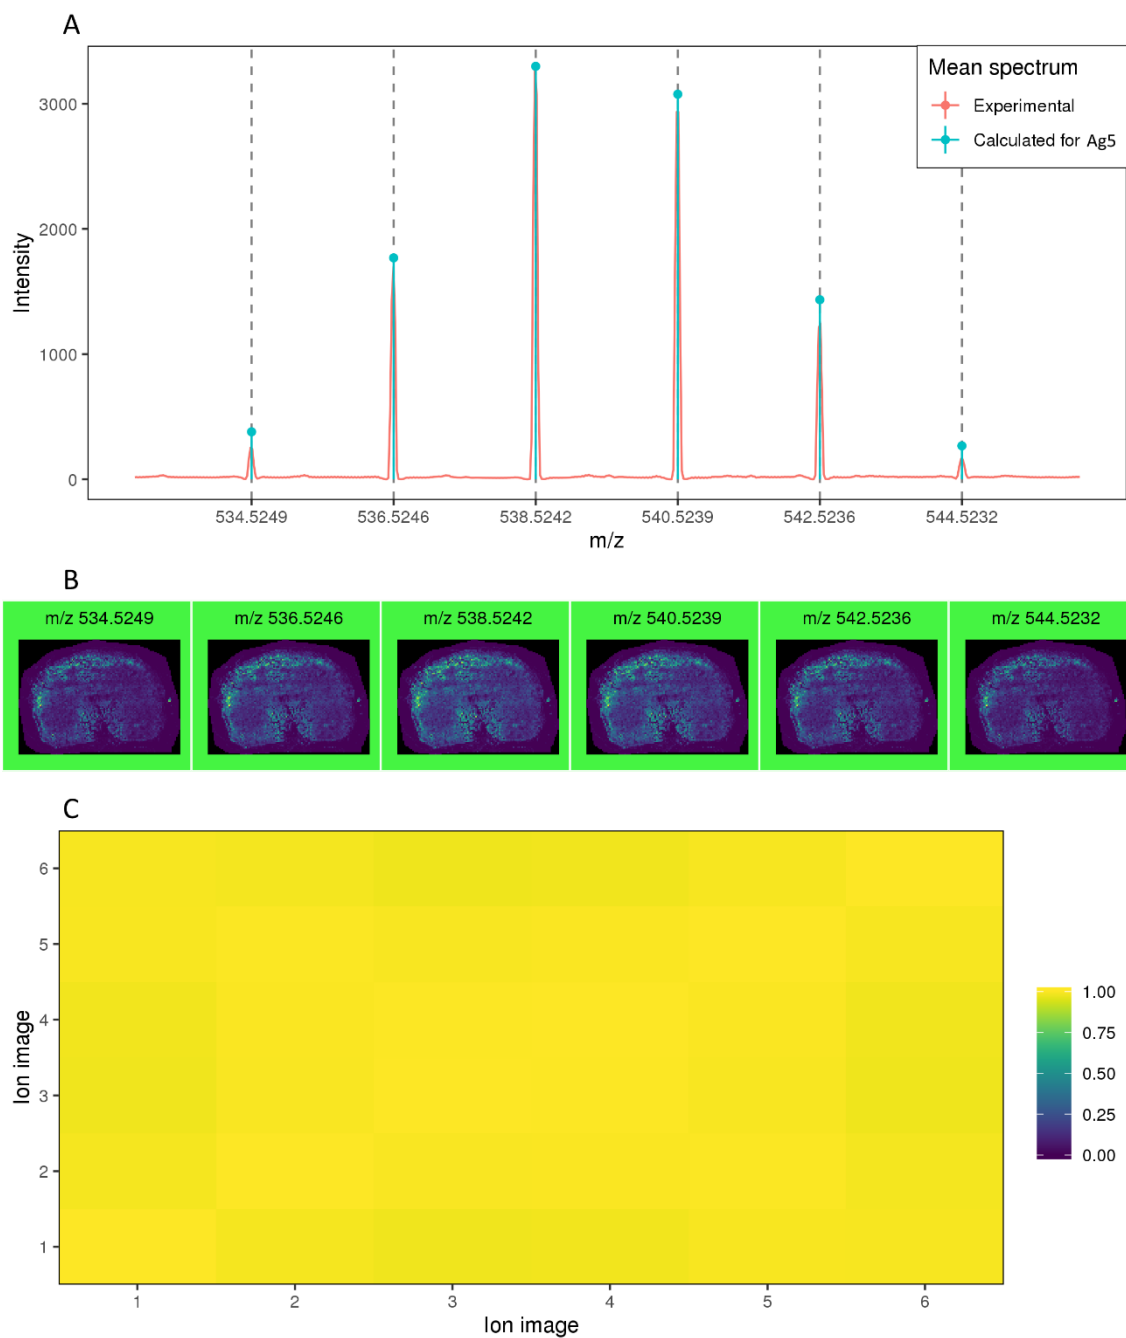 A
Mean spectrum
Experimental
Calculated for Ag5
Intensity
3000
2000
1000
0
534.5249 536.5246 538.5242 540.5239 542.5236 544.5232
m/z
B
m/z 534.5249 m/z 536.5246 m/z 538.5242 m/z 540.5239 m/z 542.5236 m/z 544.5232
C
Ion image
6
5
4
3
2
1
1 2 3 4 5 6
Ion image
1.00
0.75
0.50
0.25
0.00